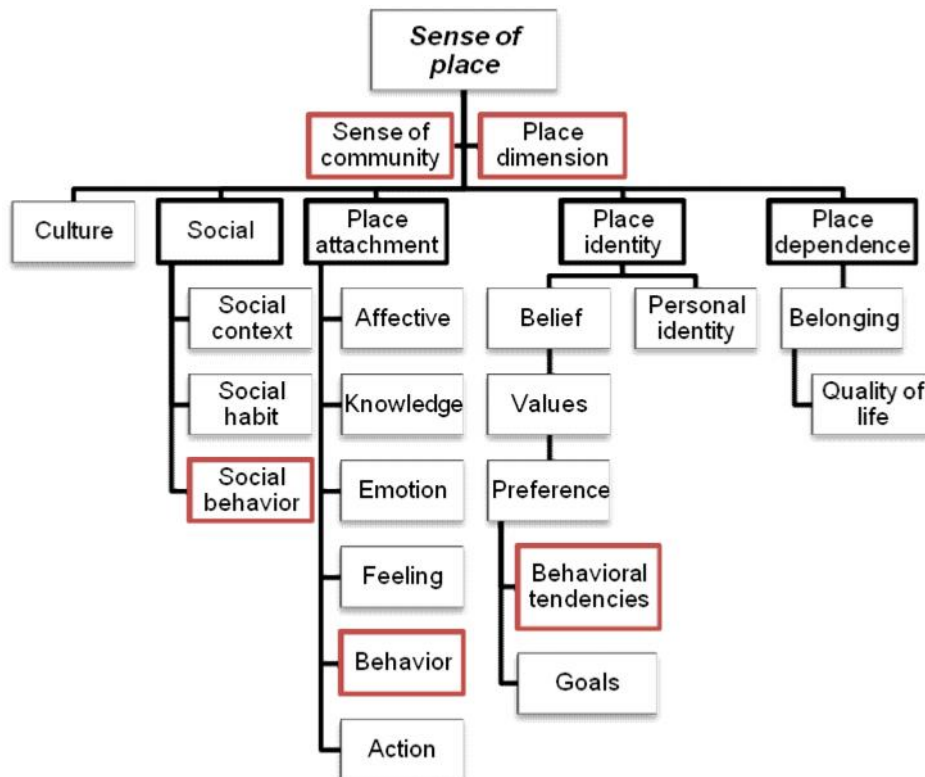 Sense of
place
Sense of
community
Place
dimension
Culture
Social
Place
attachment
Place
identity
Place
dependence
Social
context
Affective
Belief
Personal
identity
Belonging
Social
habit
Knowledge
Values
Quality of
life
Social
behavior
Emotion
Preference
Feeling
Behavioral
tendencies
Behavior
Goals
Action